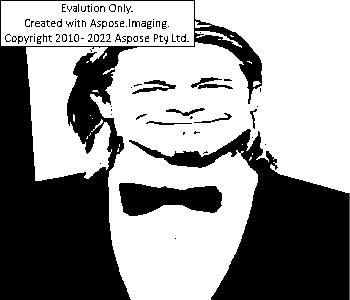 Evalution Only.
Created with Aspose.Imaging.
Copyright 2010- 2022 Aspose Pty Ltd.